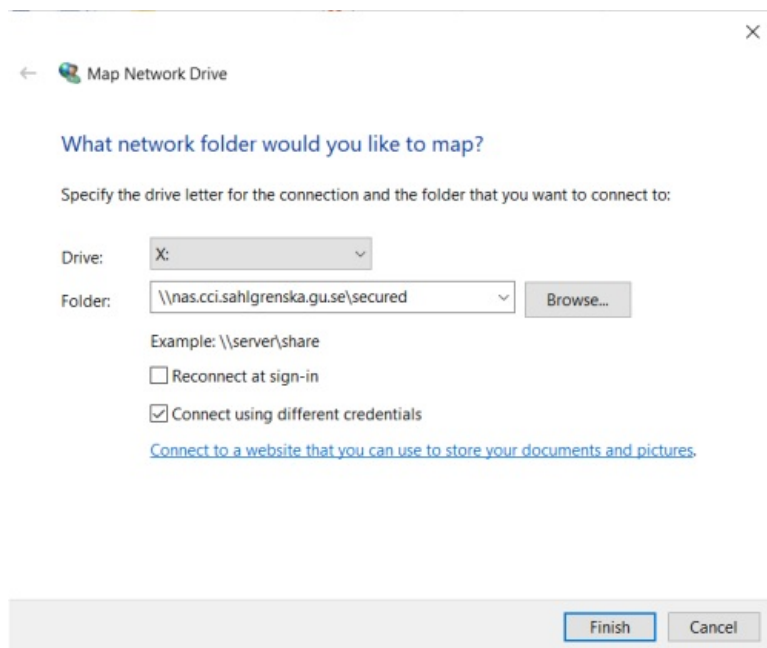 Map Network Drive
What network folder would you like to map?
Specify the drive letter for the connection and the folder that you want to connect to:
Drive: X:
Folder: \\nas.cci.sahlgrenska.gu.se\secured Browse...
Example: \\server\share
Reconnect at sign-in
Connect using different credentials
Connect to a website that you can use to store your documents and pictures.
Finish Cancel